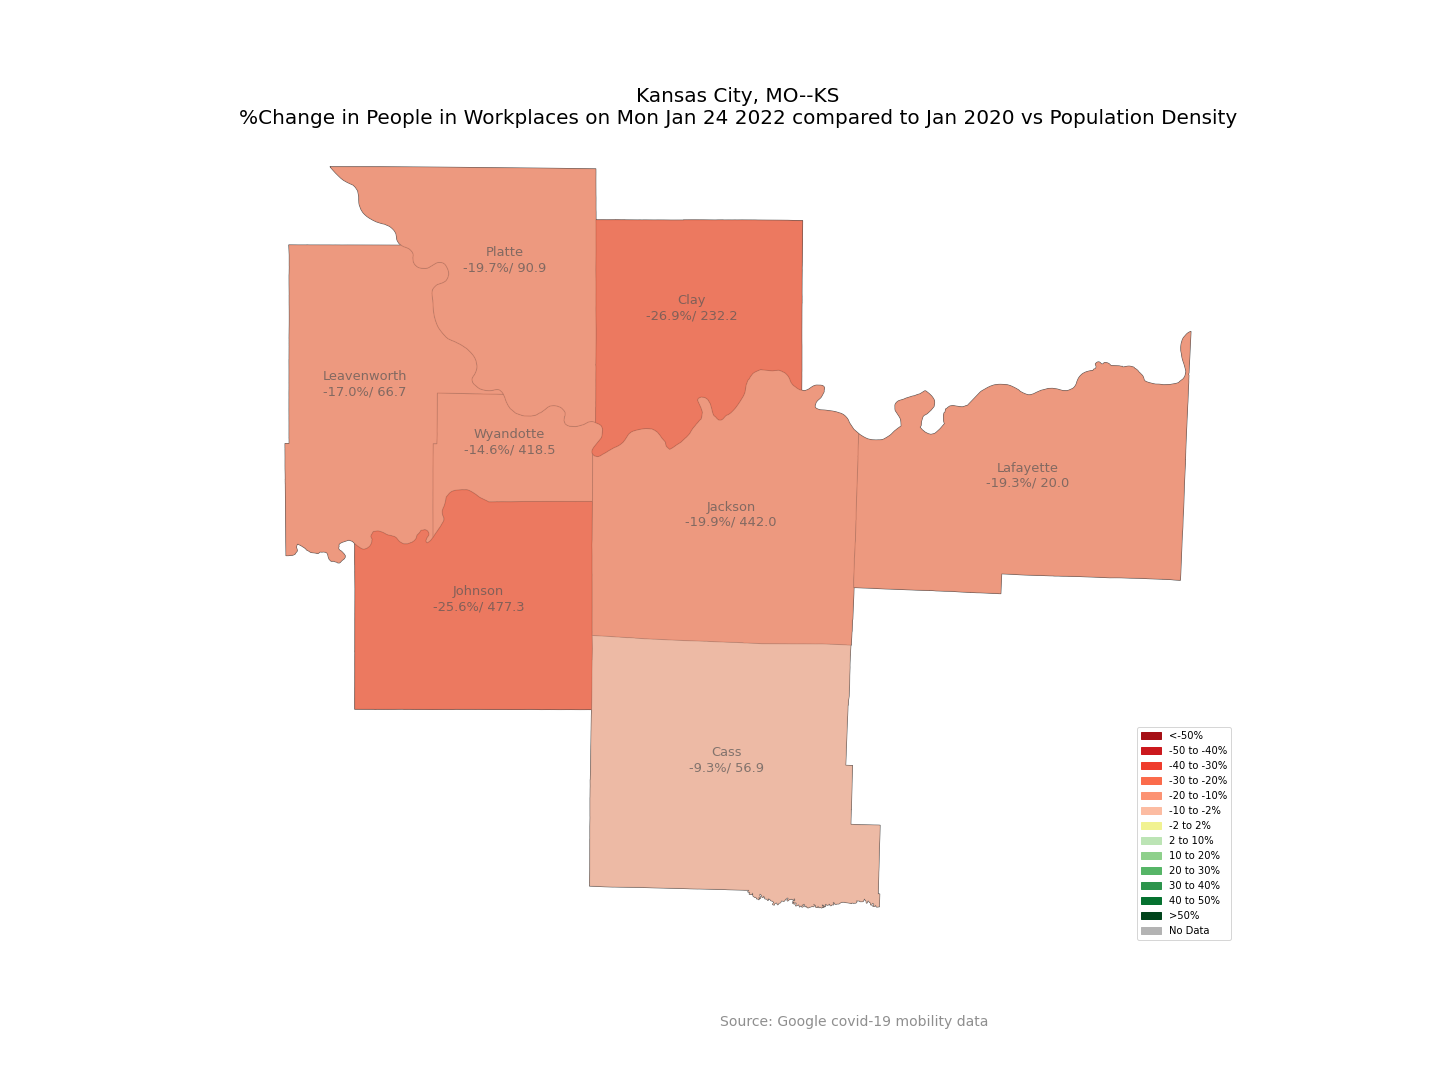 Kansas City, MO--KS
%Change in People in Workplaces on Mon Jan 24 2022 compared to Jan 2020 vs Population Density
Platte
-19.7%/ 90.9
Clay
-26.9%/ 232.2
Leavenworth
-17.0%/ 66.7
Wyandotte
-14.6%/ 418.5
Lafayette
-19.3%/ 20.0
Jackson
-19.9%/ 442.0
Johnson
-25.6%/ 477.3
Cass
-9.3%/ 56.9
<-50%
-50 to -40%
-40 to -30%
-30 to -20%
-20 to -10%
-10 to -2%
-2 to 2%
2 to 10%
10 to 20%
20 to 30%
30 to 40%
40 to 50%
>50%
No Data
Source: Google covid-19 mobility data